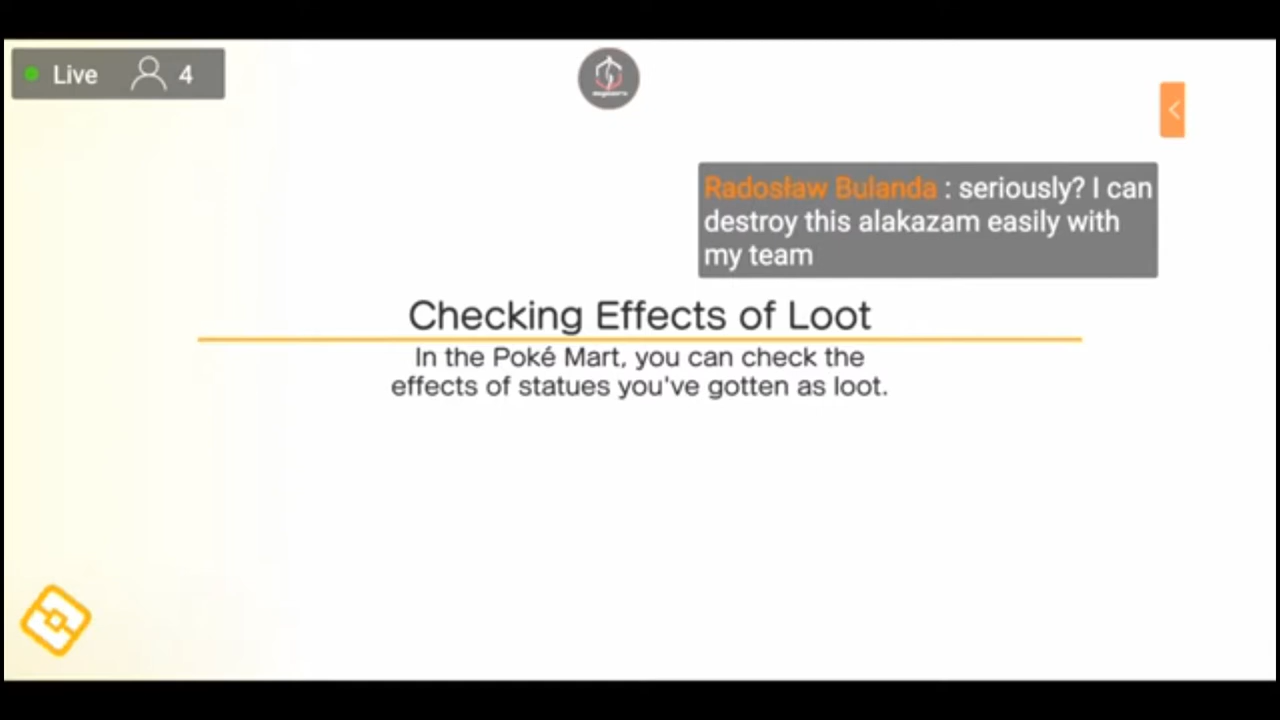 Live 4
Radosław Bulanda : seriously? I can
destroy this alakazam easily with
my team
Checking Effects of Loot
In the Poké Mart, you can check the
effects of statues you've gotten as loot.